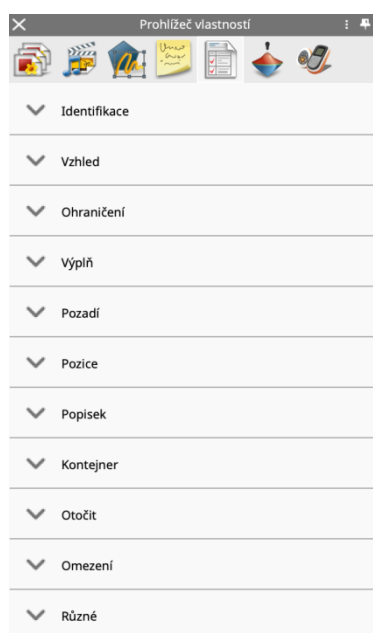 Prohlížeč vlastností
Identifikace
Vzhled
Ohraničení
Výplň
Pozadí
Pozice
Popisek
Kontejner
Otočit
Omezení
Různé